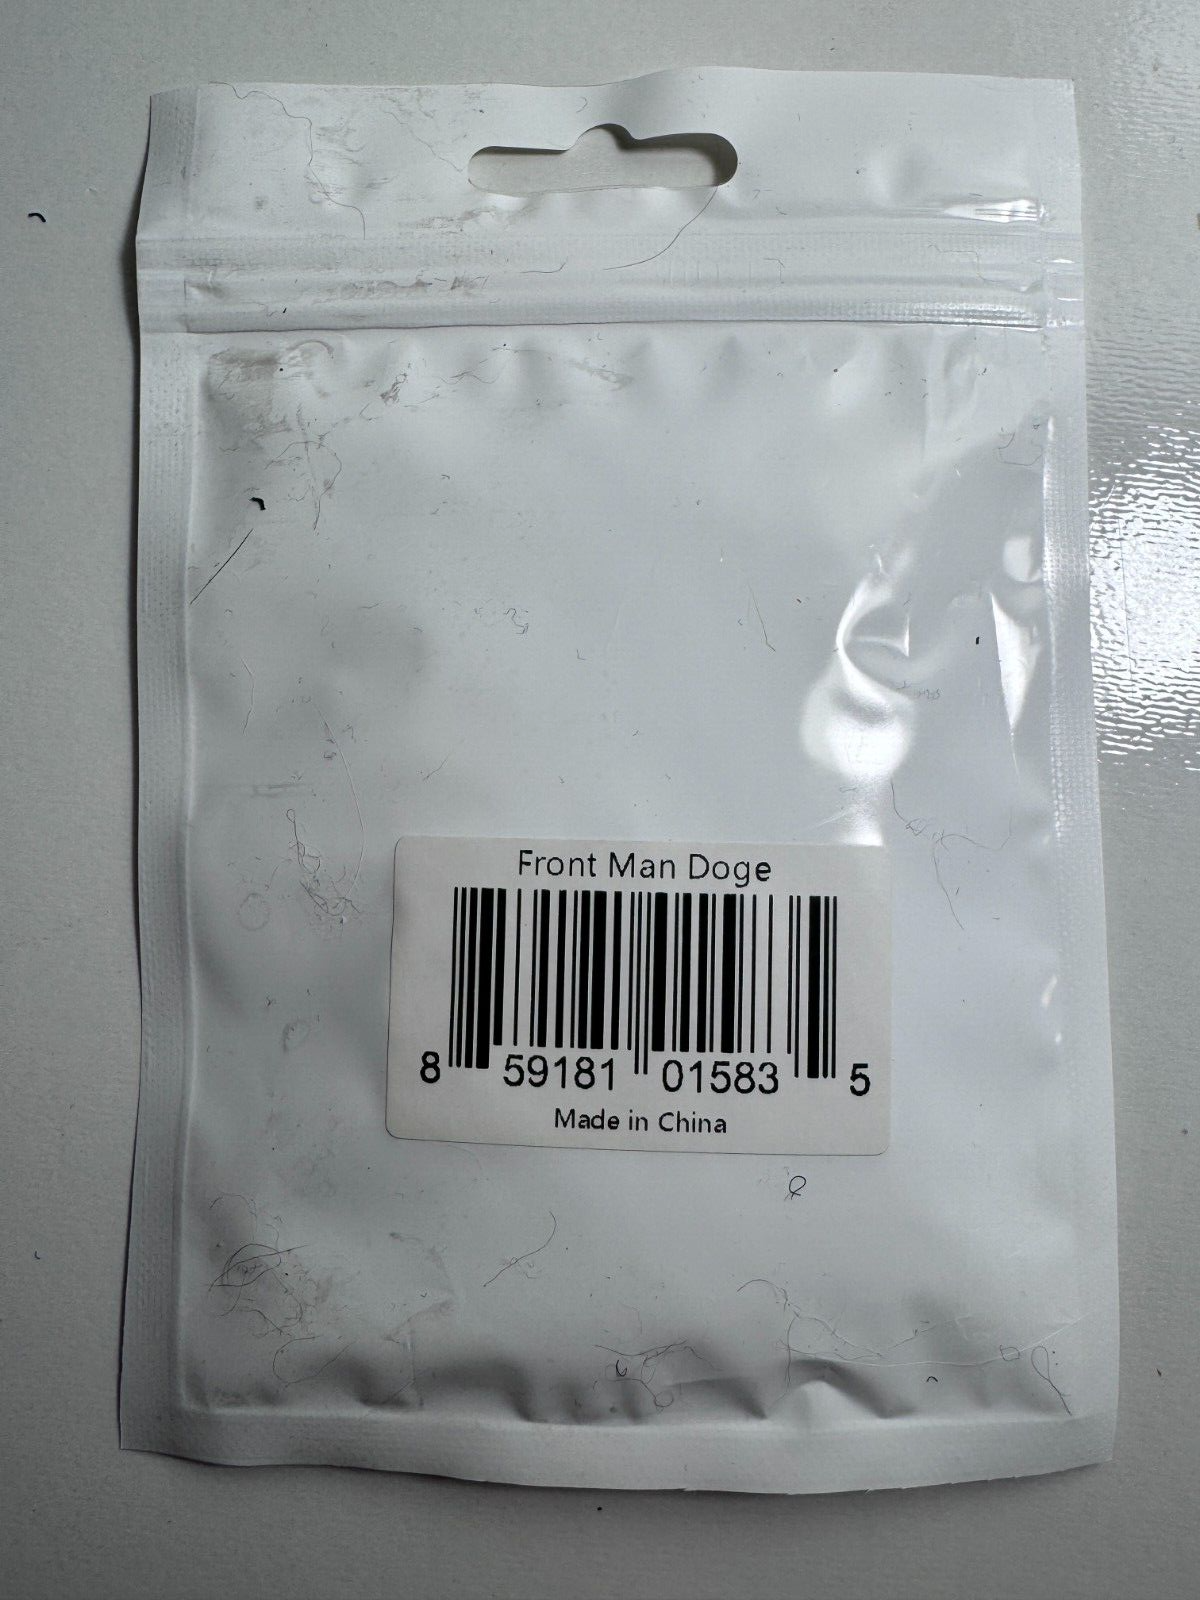 Front Man Doge
8 59181 01583 5
Made in China